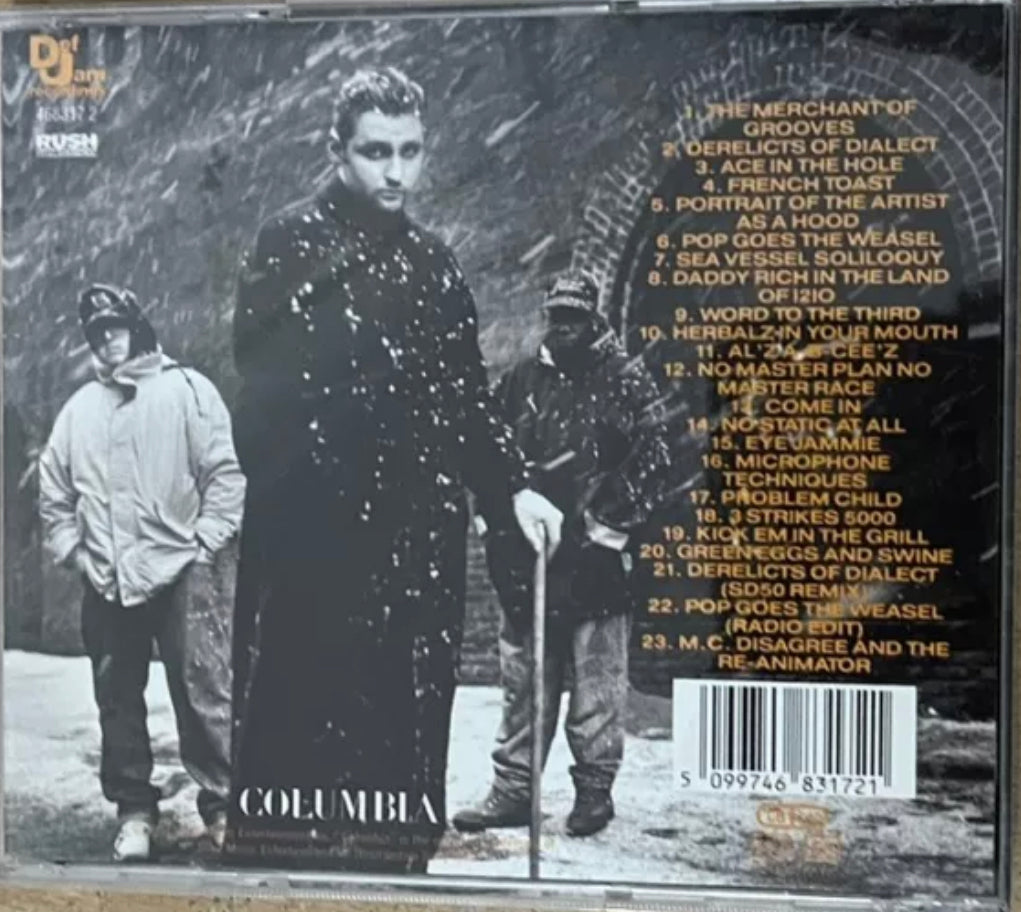 Def
Jam
recordings
468317 2
RUSH
1. THE MERCHANT OF
GROOVES
2. DERELICTS OF DIALECT
3. ACE IN THE HOLE
4. FRENCH TOAST
5. PORTRAIT OF THE ARTIST
AS A HOOD
6. POP GOES THE WEASEL
7. SEA VESSEL SOLILOQUY
8. DADDY RICH IN THE LAND
OF 1210
9. WORD TO THE THIRD
10. HERBALZ IN YOUR MOUTH
11. AL'Z A-B-CEE'Z
12. NO MASTER PLAN NO
MASTER RACE
13. COME IN
14. NO STATIC AT ALL
15. EYE JAMMIE
16. MICROPHONE
TECHNIQUES
17. PROBLEM CHILD
18. 3 STRIKES 5000
19. KICK EM IN THE GRILL
20. GREEN EGGS AND SWINE
21. DERELICTS OF DIALECT
(SD50 REMIX)
22. POP GOES THE WEASEL
(RADIO EDIT)
23. M.C. DISAGREE AND THE
RE-ANIMATOR
5 099746 831721
COLUMBIA